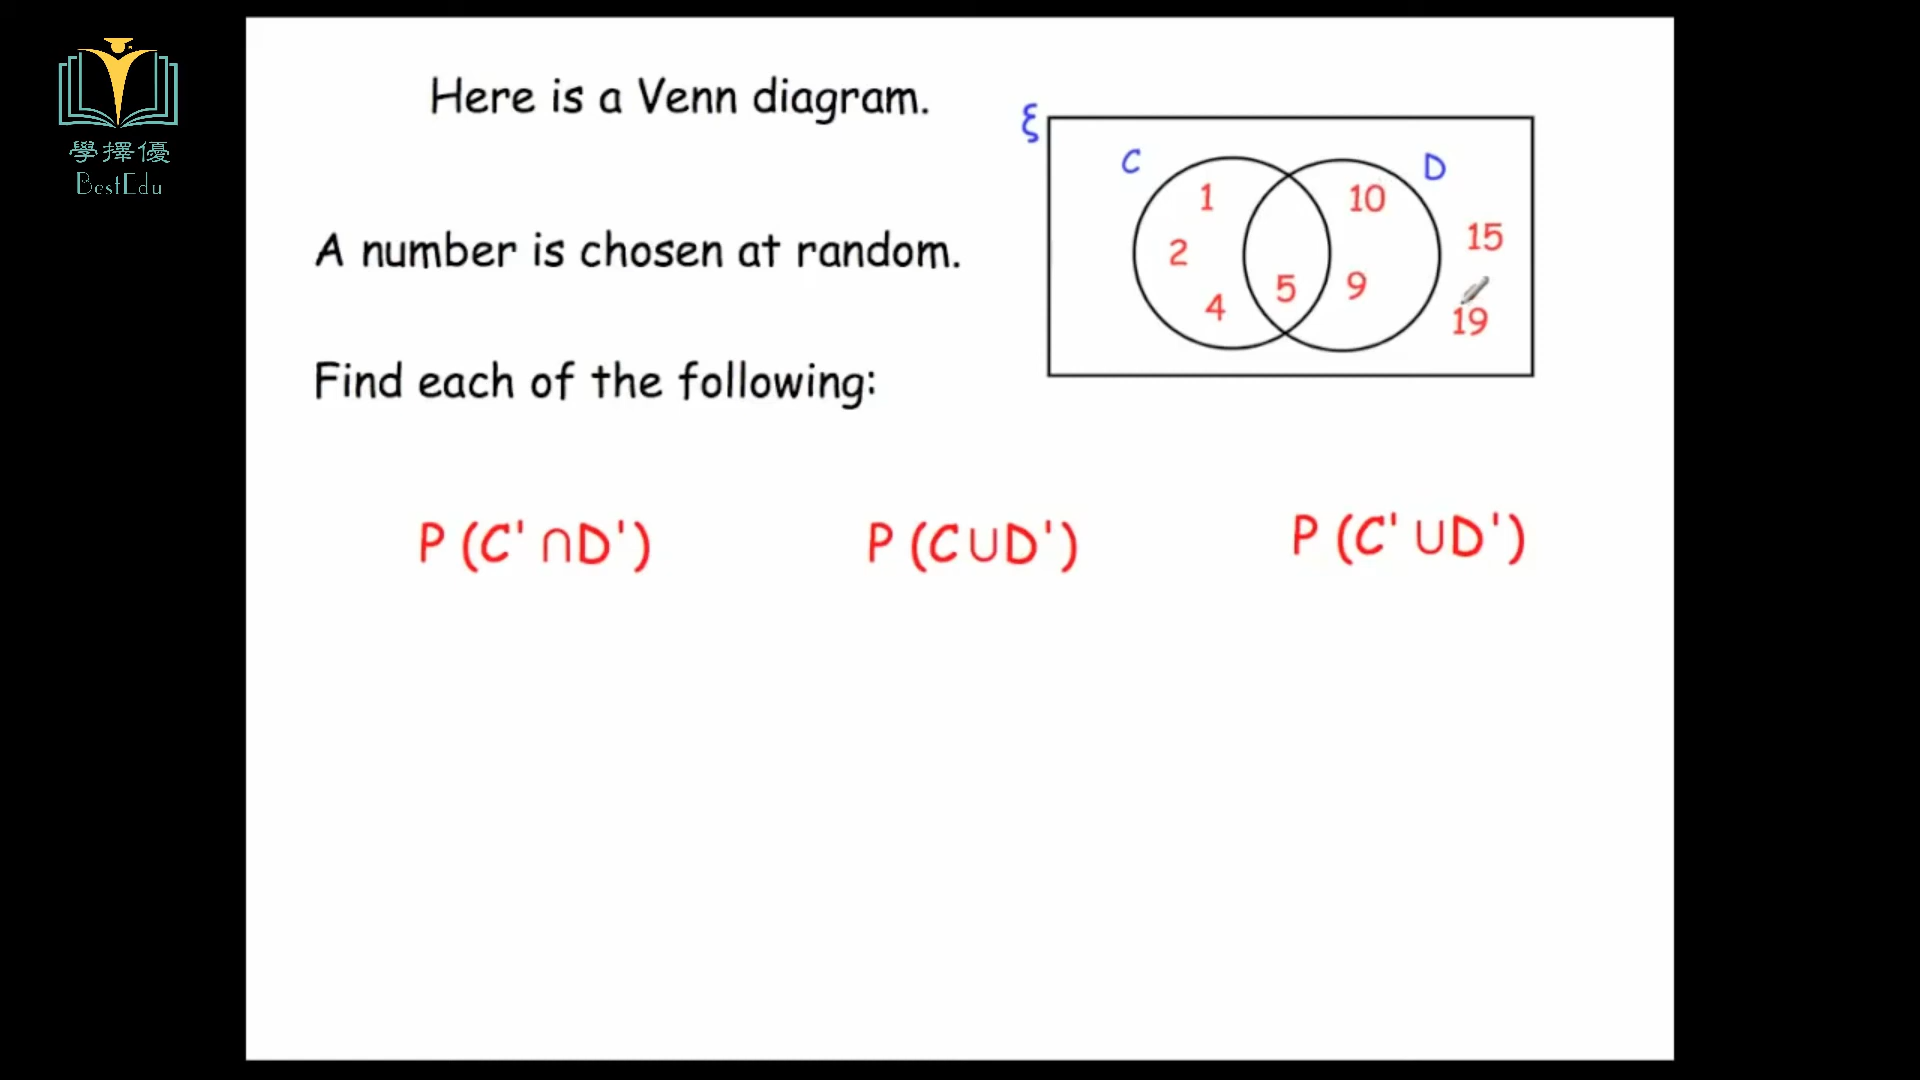 學擇優
BestEdu
Here is a Venn diagram.
A number is chosen at random.
Find each of the following:
ξ
C
D
1
10
2
15
5
9
4
19
P (C' ∩ D')
P (C ∪ D')
P (C' ∪ D')